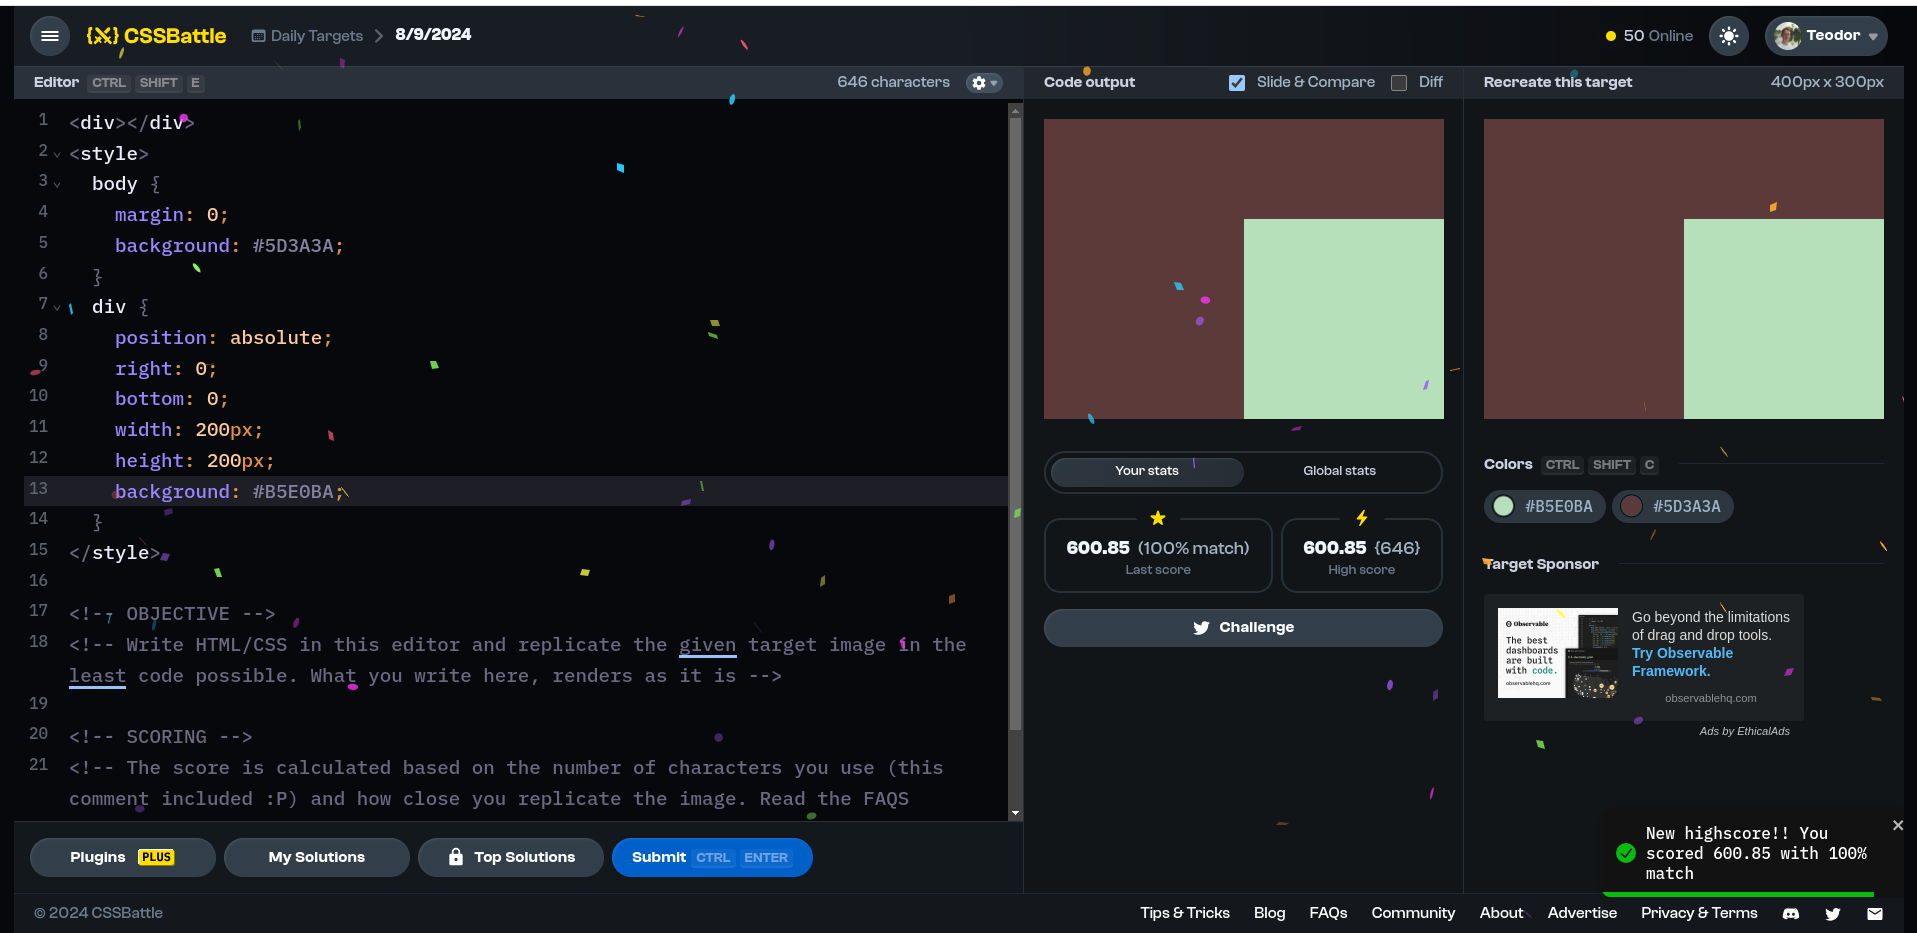 CSSBattle
Daily Targets
8/9/2024
50 Online
Teodor
Editor CTRL SHIFT E
646 characters
Code output
Slide & Compare
Diff
Recreate this target
400px x 300px
1 <div></div>
2 <style>
3 body {
4 margin: 0;
5 background: #5D3A3A;
6 }
7 div {
8 position: absolute;
9 right: 0;
10 bottom: 0;
11 width: 200px;
12 height: 200px;
13 background: #B5E0BA;
14 }
15 </style>
16
17 <!-- OBJECTIVE -->
18 <!-- Write HTML/CSS in this editor and replicate the given target image in the
least code possible. What you write here, renders as it is -->
19
20 <!-- SCORING -->
21 <!-- The score is calculated based on the number of characters you use (this
comment included :P) and how close you replicate the image. Read the FAQS
Your stats
Global stats
600.85 (100% match)
Last score
600.85 {646}
High score
Challenge
Colors CTRL SHIFT C
#B5E0BA
#5D3A3A
Target Sponsor
Observable
The best
dashboards
are built
with code.
observablehq.com
Go beyond the limitations
of drag and drop tools.
Try Observable
Framework.
observablehq.com
Ads by EthicalAds
New highscore!! You
scored 600.85 with 100%
match
Plugins PLUS
My Solutions
Top Solutions
Submit CTRL ENTER
© 2024 CSSBattle
Tips & Tricks
Blog
FAQs
Community
About
Advertise
Privacy & Terms